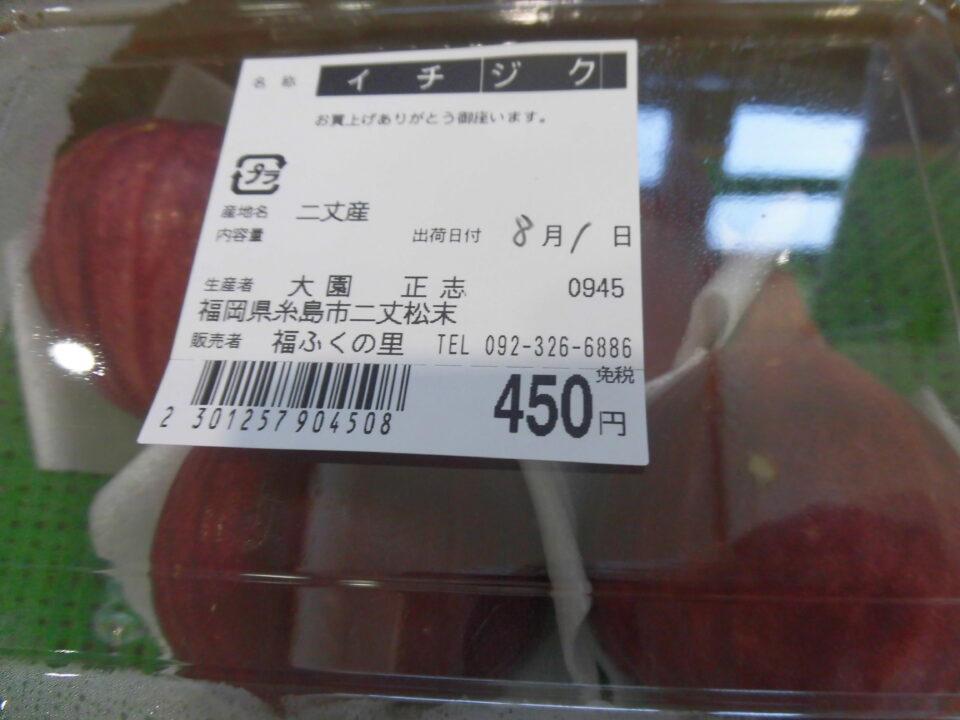 名称 イチジク
お買上げありがとう御座います。
プラ
産地名 二丈産
内容量 出荷日付 8月1日
生産者 大園 正志 0945
福岡県糸島市二丈松末
販売者 福ふくの里 TEL 092-326-6886
免税
450円
2 301257 904508